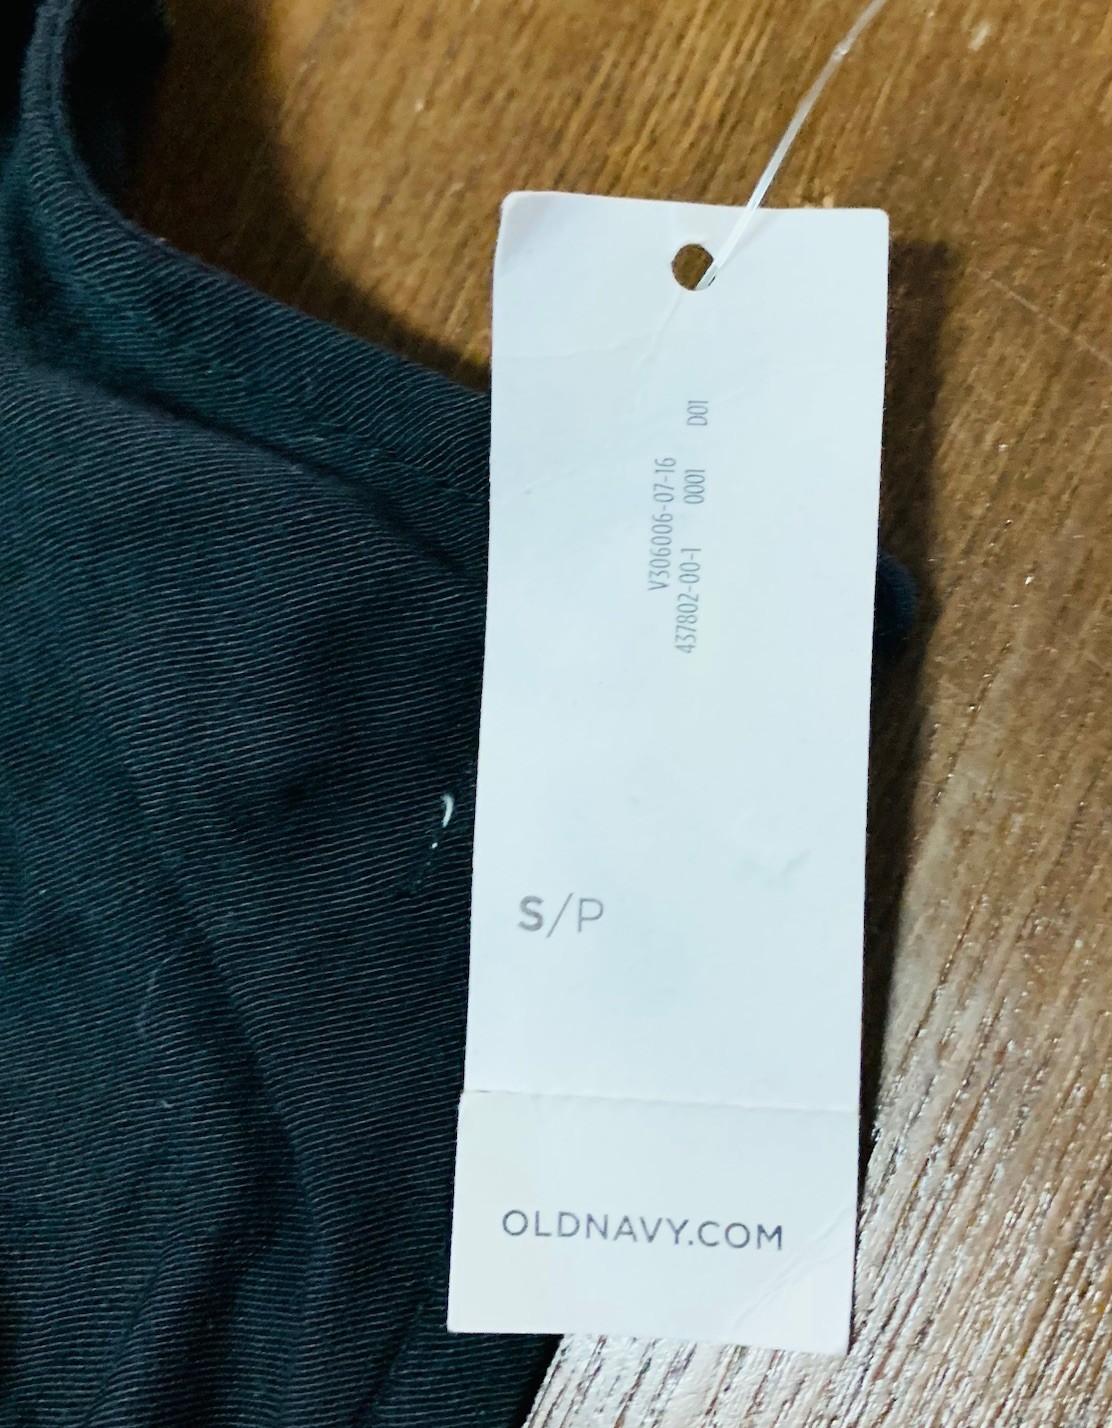 V306006-07-16
437802-00-1 0001 D01
S/P
OLDNAVY.COM